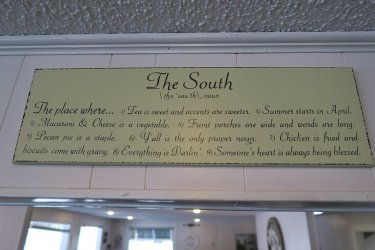 The South
\ the 'sau̇th \ . noun
The place where... 1) Tea is sweet and accents are sweeter. 2) Summer starts in April.
3) Macaroni & Cheese is a vegetable. 4) Front porches are wide and words are long.
5) Pecan pie is a staple. 6) Y'all is the only proper noun. 7) Chicken is fried and
biscuits come with gravy. 8) Everything is Darlin'. 9) Someone's heart is always being blessed.